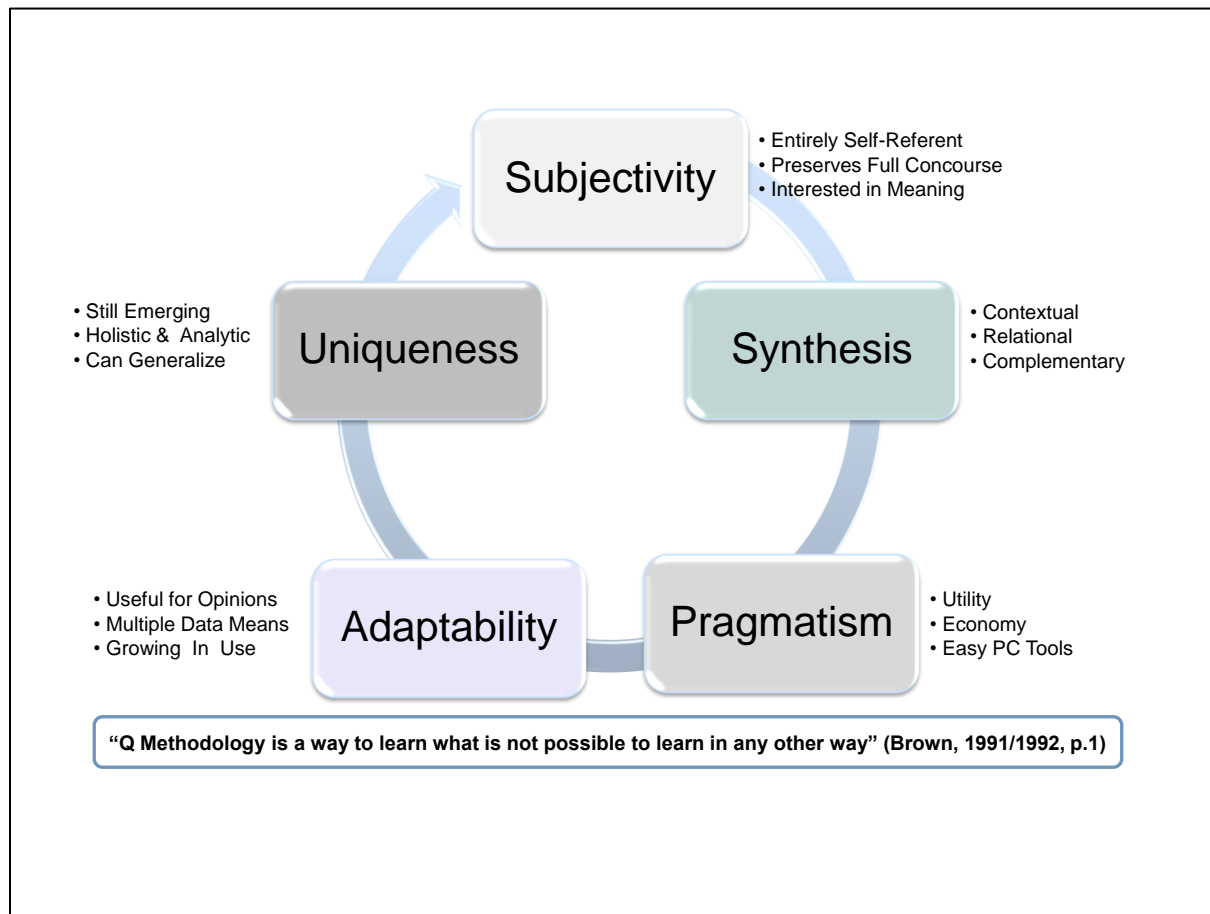 Subjectivity
• Entirely Self-Referent
• Preserves Full Concourse
• Interested in Meaning
Synthesis
• Contextual
• Relational
• Complementary
Pragmatism
• Utility
• Economy
• Easy PC Tools
Adaptability
• Useful for Opinions
• Multiple Data Means
• Growing In Use
Uniqueness
• Still Emerging
• Holistic & Analytic
• Can Generalize
“Q Methodology is a way to learn what is not possible to learn in any other way” (Brown, 1991/1992, p.1)